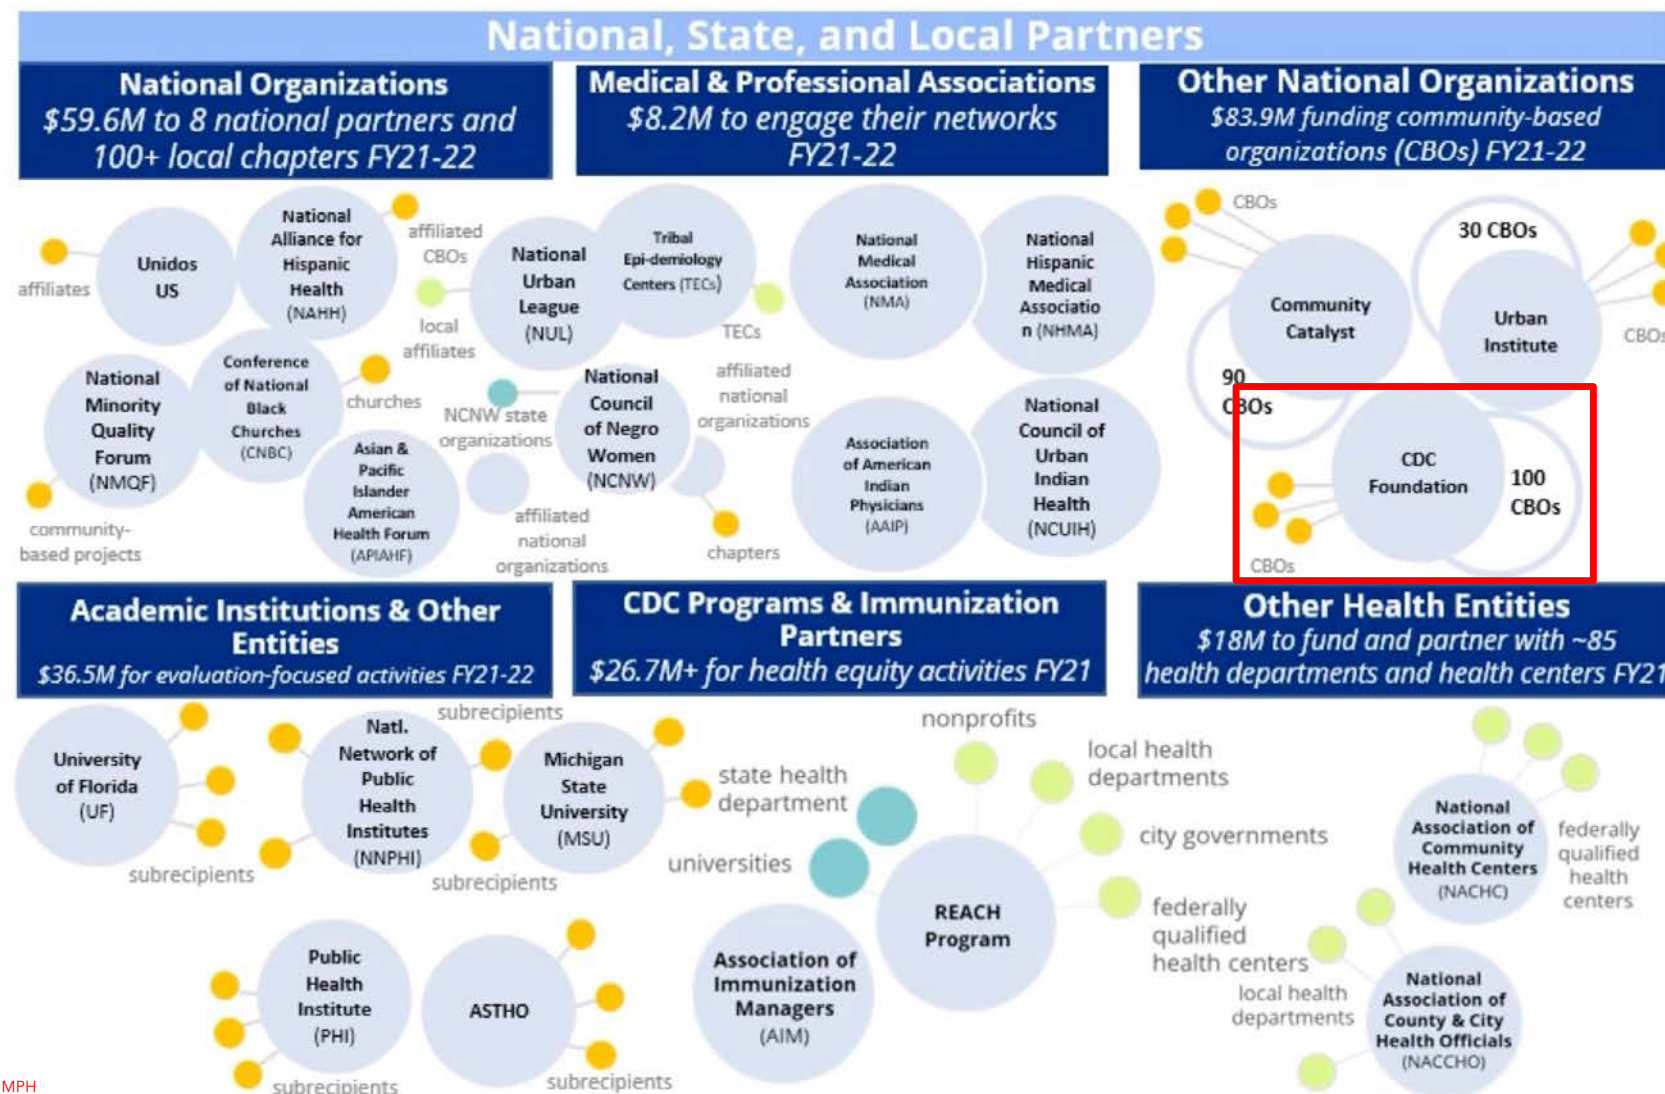 National, State, and Local Partners
National Organizations
$59.6M to 8 national partners and
100+ local chapters FY21-22
Medical & Professional Associations
$8.2M to engage their networks
FY21-22
Other National Organizations
$83.9M funding community-based
organizations (CBOs) FY21-22
Unidos
US
affiliates
National
Alliance for
Hispanic
Health
(NAHH)
affiliated
CBOs
National
Urban
League
(NUL)
local
affiliates
Tribal
Epi-demiology
Centers (TECs)
TECs
National
Minority
Quality
Forum
(NMQF)
community-
based projects
Conference
of National
Black
Churches
(CNBC)
churches
Asian &
Pacific
Islander
American
Health Forum
(APIAHF)
NCNW state
organizations
National
Council
of Negro
Women
(NCNW)
affiliated
national
organizations
affiliated
national
organizations
chapters
National
Medical
Association
(NMA)
National
Hispanic
Medical
Associatio
n (NHMA)
Association
of American
Indian
Physicians
(AAIP)
National
Council of
Urban
Indian
Health
(NCUIH)
CBOs
Community
Catalyst
90
CBOs
30 CBOs
Urban
Institute
CBOs
CDC
Foundation
100
CBOs
CBOs
Academic Institutions & Other
Entities
$36.5M for evaluation-focused activities FY21-22
CDC Programs & Immunization
Partners
$26.7M+ for health equity activities FY21
Other Health Entities
$18M to fund and partner with ~85
health departments and health centers FY21
University
of Florida
(UF)
subrecipients
Natl.
Network of
Public
Health
Institutes
(NNPHI)
subrecipients
subrecipients
Michigan
State
University
(MSU)
Public
Health
Institute
(PHI)
subrecipients
ASTHO
subrecipients
nonprofits
local health
departments
state health
department
city governments
universities
REACH
Program
federally
qualified
health centers
Association of
Immunization
Managers
(AIM)
National
Association of
Community
Health Centers
(NACHC)
federally
qualified
health
centers
local health
departments
National
Association of
County & City
Health Officials
(NACCHO)
MPH